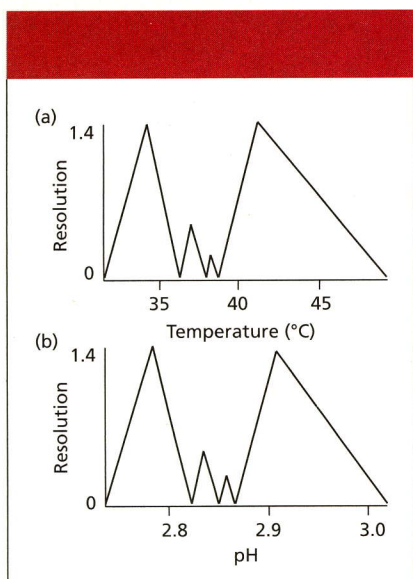 (a)
1.4
Resolution
0
35 40 45
Temperature (°C)
(b)
1.4
Resolution
0
2.8 2.9 3.0
pH